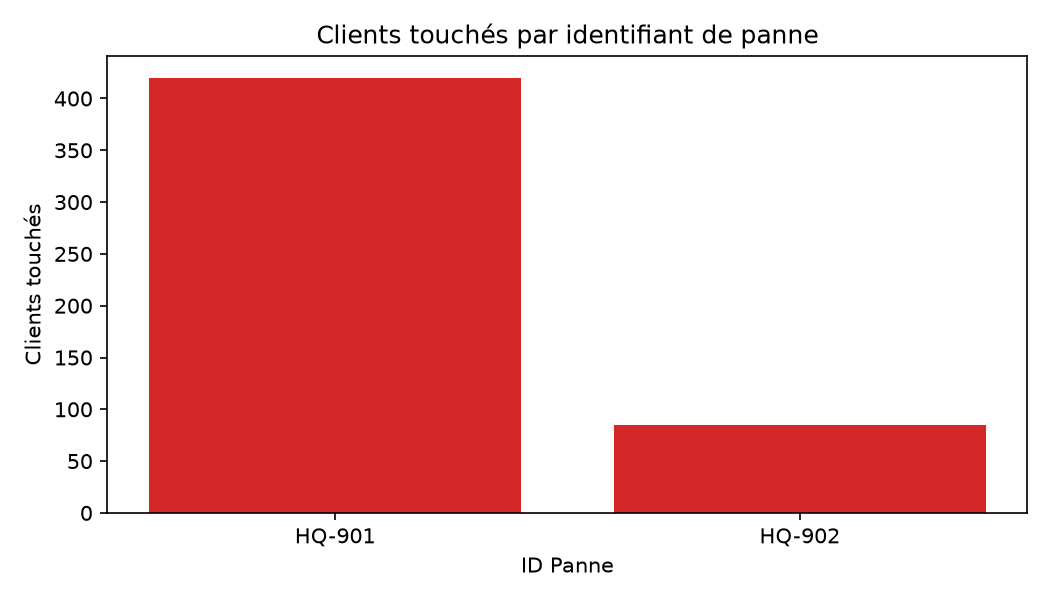 Clients touchés par identifiant de panne
Clients touchés
400
350
300
250
200
150
100
50
0
HQ-901
HQ-902
ID Panne